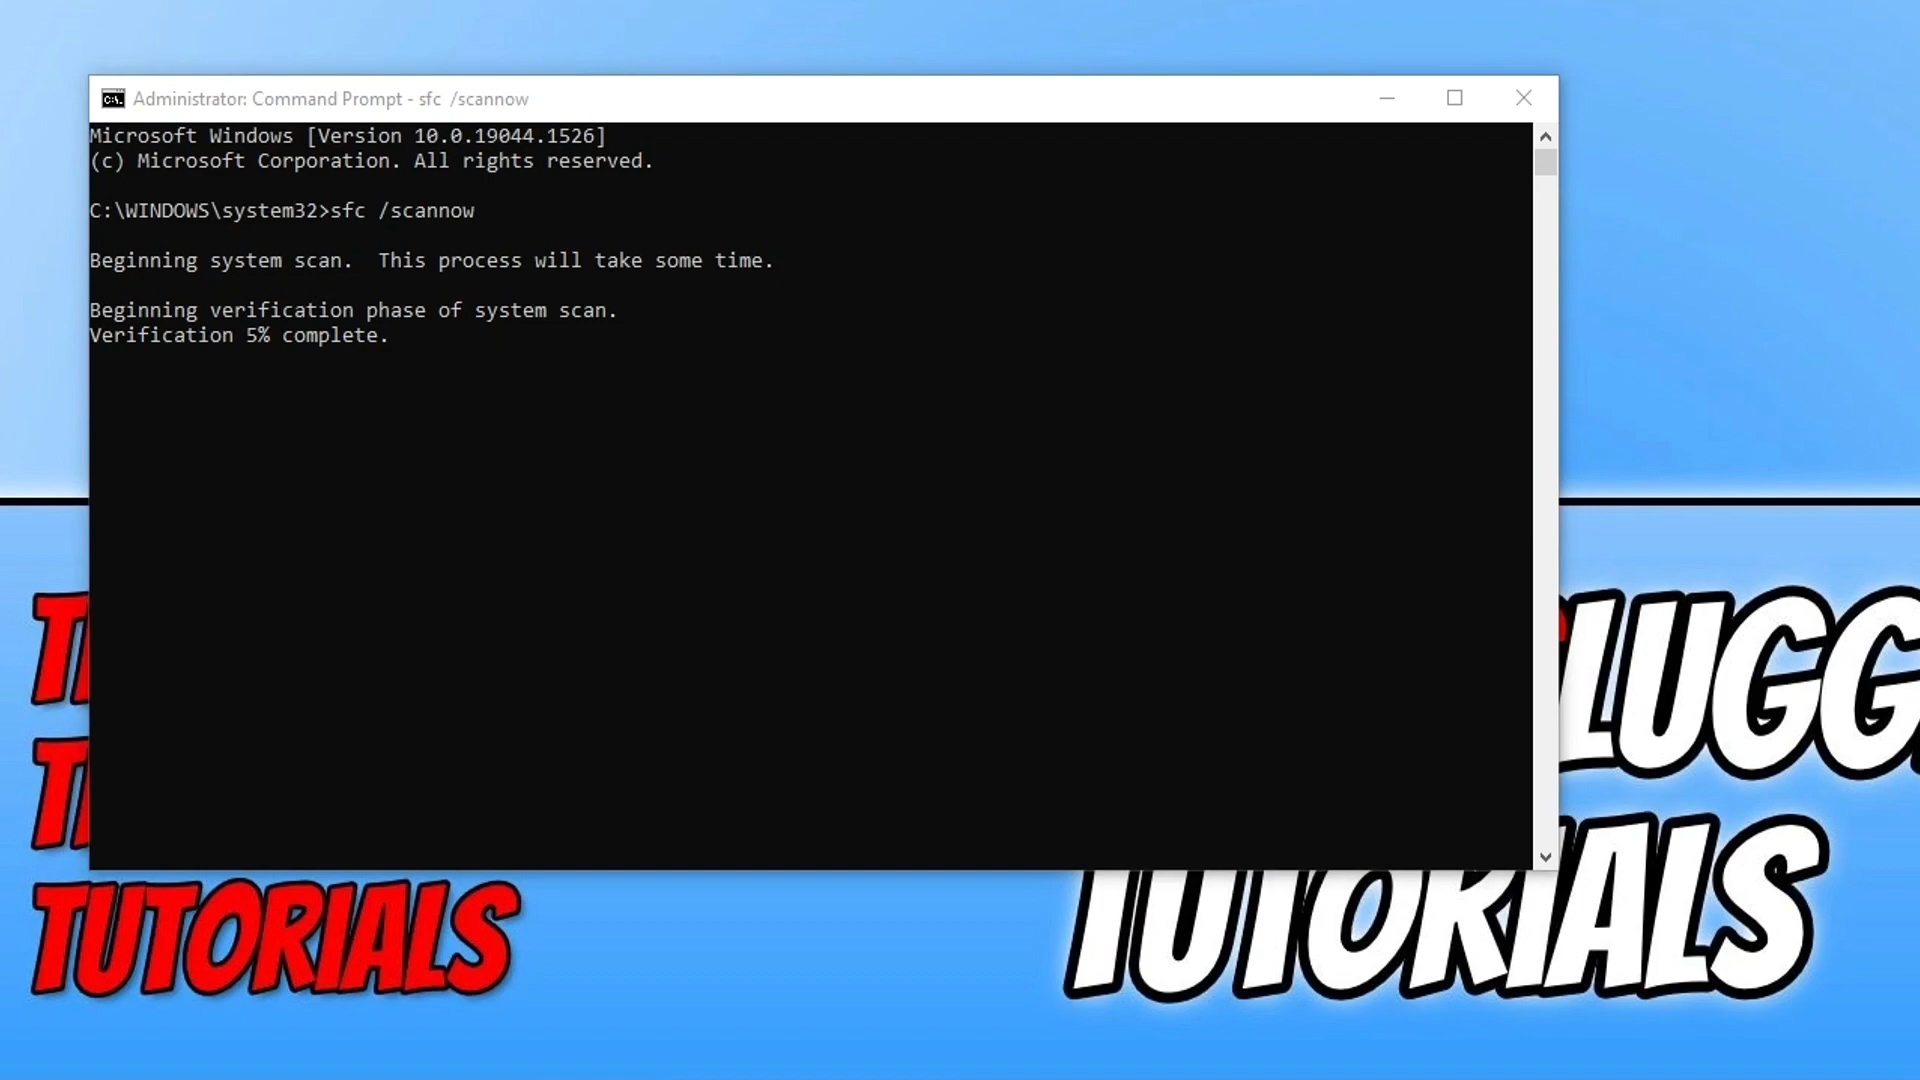 Administrator: Command Prompt - sfc /scannow
Microsoft Windows [Version 10.0.19044.1526]
(c) Microsoft Corporation. All rights reserved.
C:\WINDOWS\system32>sfc /scannow
Beginning system scan.  This process will take some time.
Beginning verification phase of system scan.
Verification 5% complete.
LUGG
TUTORIALS
TUTORIALS